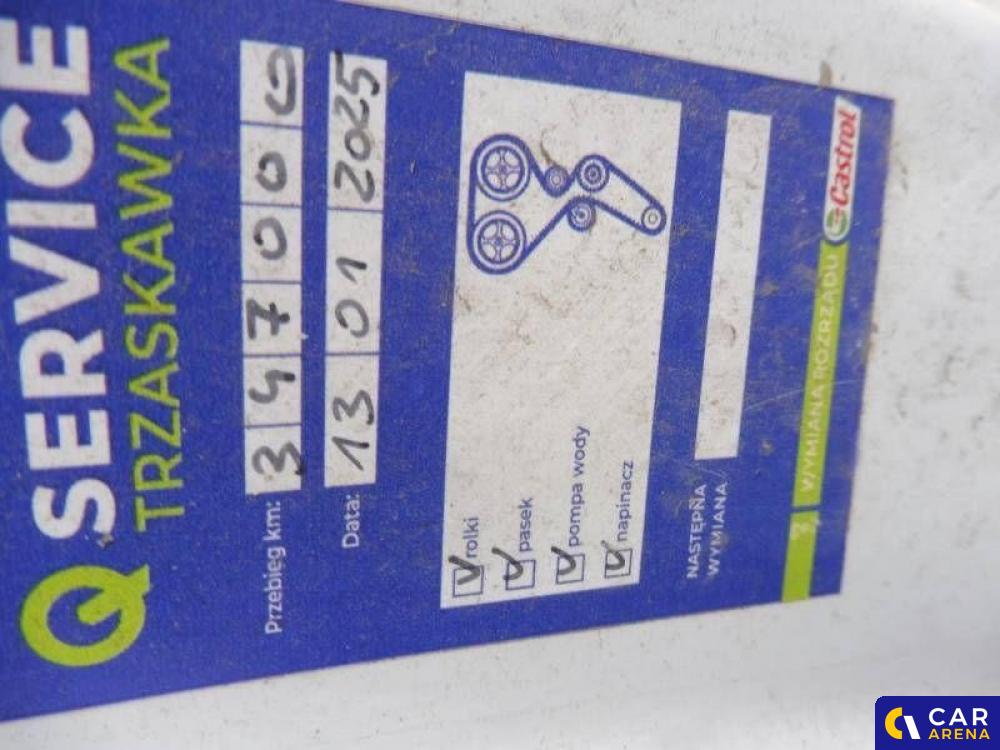 Q SERVICE
TRZASKAWKA
Przebieg km: 347000
Data: 13 01 2025
rolki
pasek
pompa wody
napinacz
NASTĘPNA
WYMIANA
WYMIANA ROZRZĄDU
Castrol
CAR
ARENA